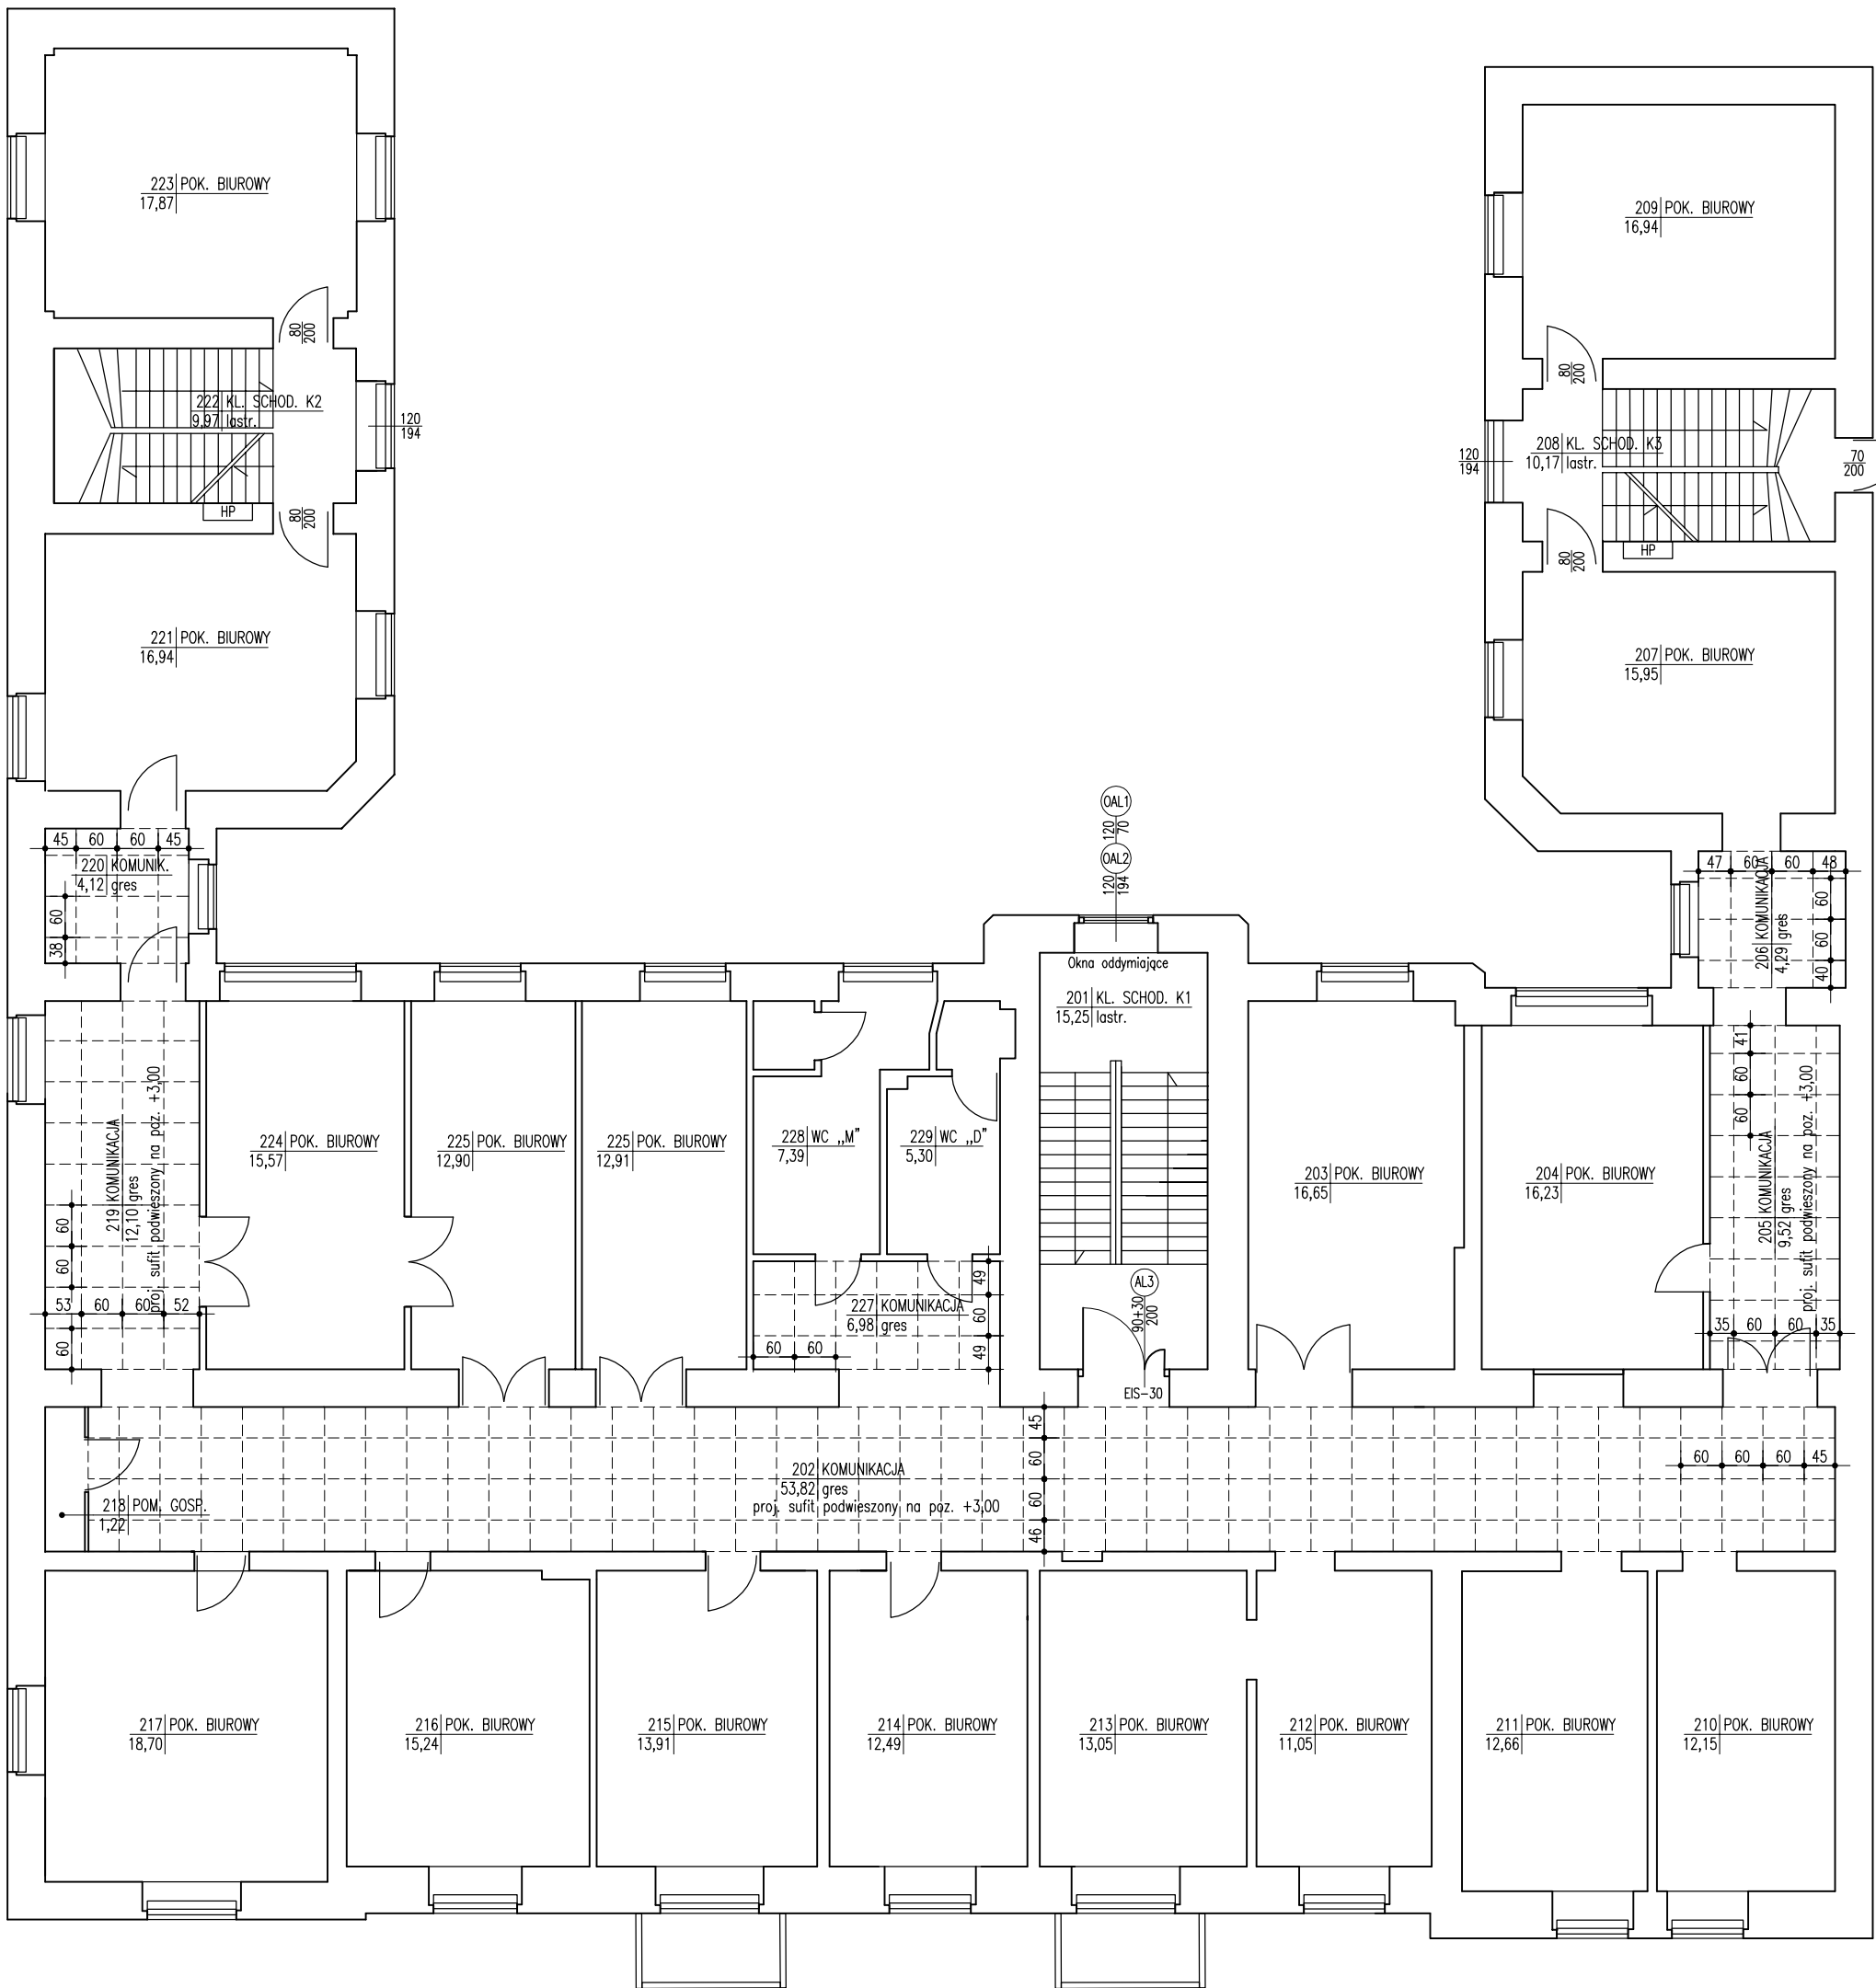 223 POK. BIUROWY
17,87
80
200
222 KL. SCHOD. K2
9,97 lastr.
120
194
HP
80
200
221 POK. BIUROWY
16,94
209 POK. BIUROWY
16,94
80
200
120
194
208 KL. SCHOD. K3
10,17 lastr.
70
200
80
200
HP
207 POK. BIUROWY
15,95
45 60 60 45
220 KOMUNIK.
4,12 gres
60
38
OAL1
120
70
OAL2
120
194
Okna oddymiające
201 KL. SCHOD. K1
15,25 lastr.
47 60 60 48
206 KOMUNIKACJA
4,29 gres
60
60
40
219 KOMUNIKACJA
12,10 gres
proj. sufit podwieszony na poz. +3,00
60
60
53 60 60 52
60
224 POK. BIUROWY
15,57
225 POK. BIUROWY
12,90
225 POK. BIUROWY
12,91
228 WC „M”
7,39
229 WC „D”
5,30
227 KOMUNIKACJA
6,98 gres
60 60
49
60
49
AL3
90+30
200
EIS-30
203 POK. BIUROWY
16,65
204 POK. BIUROWY
16,23
41
60
60
205 KOMUNIKACJA
9,52 gres
proj. sufit podwieszony na poz. +3,00
35 60 60 35
202 KOMUNIKACJA
53,82 gres
proj. sufit podwieszony na poz. +3,00
45
60
60
46
60 60 60 45
218 POM. GOSP.
1,22
217 POK. BIUROWY
18,70
216 POK. BIUROWY
15,24
215 POK. BIUROWY
13,91
214 POK. BIUROWY
12,49
213 POK. BIUROWY
13,05
212 POK. BIUROWY
11,05
211 POK. BIUROWY
12,66
210 POK. BIUROWY
12,15